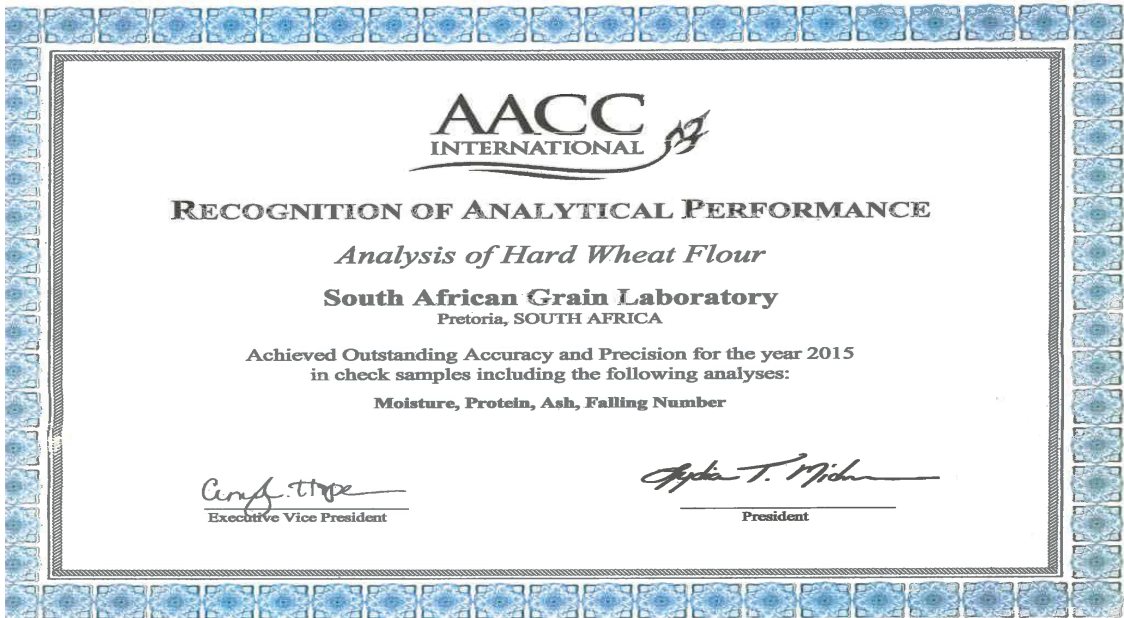 AACC
INTERNATIONAL
RECOGNITION OF ANALYTICAL PERFORMANCE
Analysis of Hard Wheat Flour
South African Grain Laboratory
Pretoria, SOUTH AFRICA
Achieved Outstanding Accuracy and Precision for the year 2015
in check samples including the following analyses:
Moisture, Protein, Ash, Falling Number
Executive Vice President
President